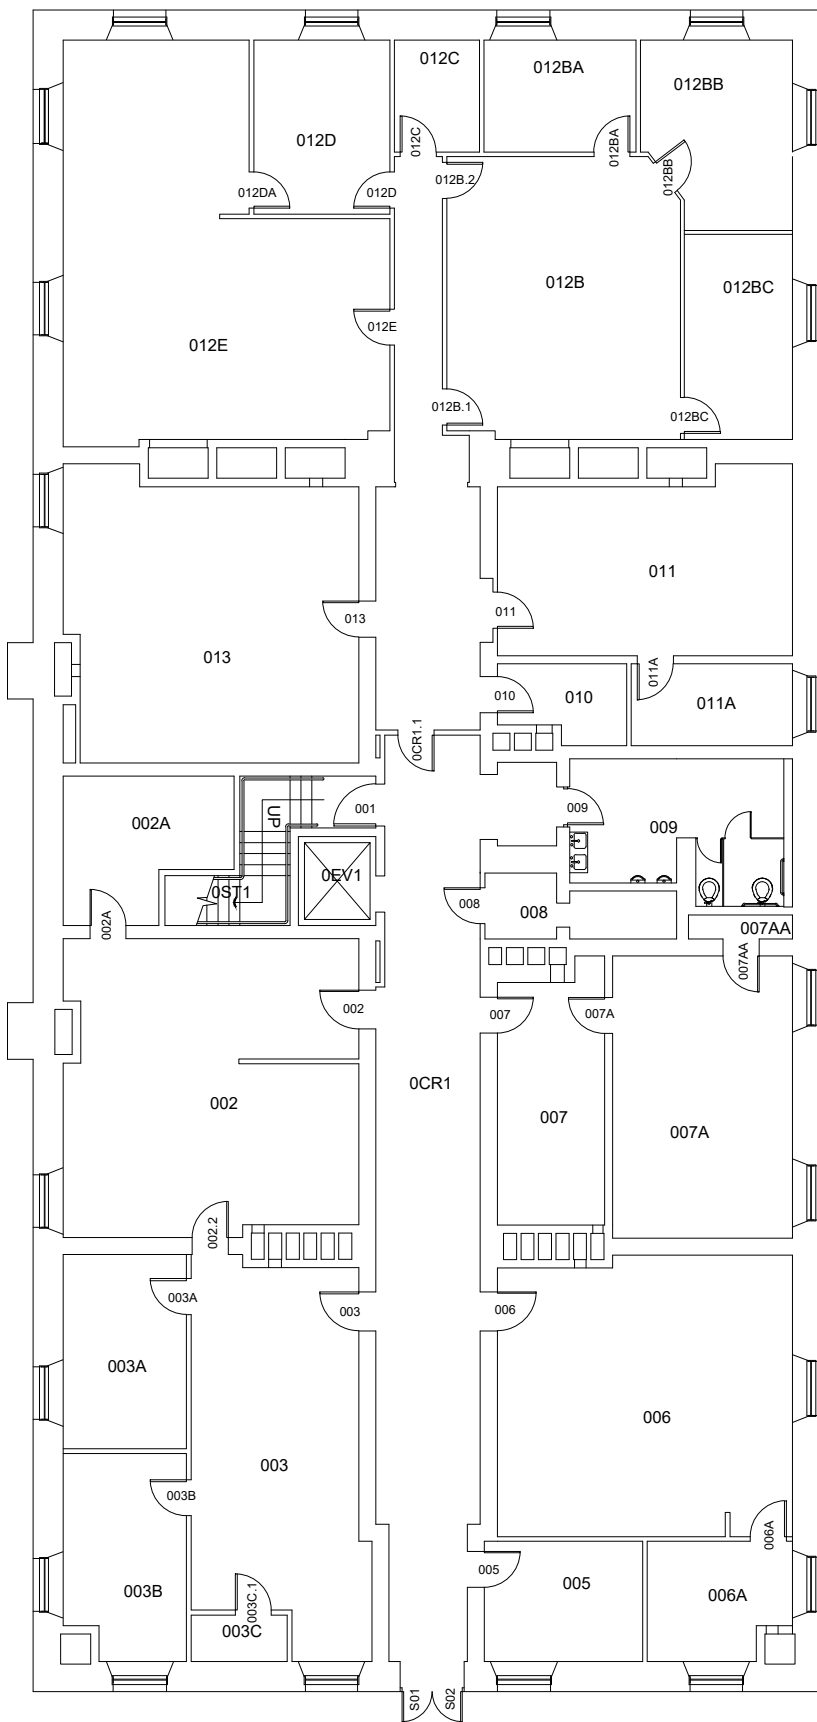 012C
012BA
012BB
012D
012C
012BA
012BB
012DA
012D
012B.2
012B
012BC
012E
012E
012B.1
012BC
011
013
011
013
011A
010
010
011A
0CR1.1
001
009
002A
UP
009
0EV1
0ST1
008
008
002A
007AA
007AA
002
007
007A
0CR1
002
007
007A
002.2
003A
003
006
003A
006
003
003B
006A
005
005
003B
003C.1
006A
003C
S01
S02